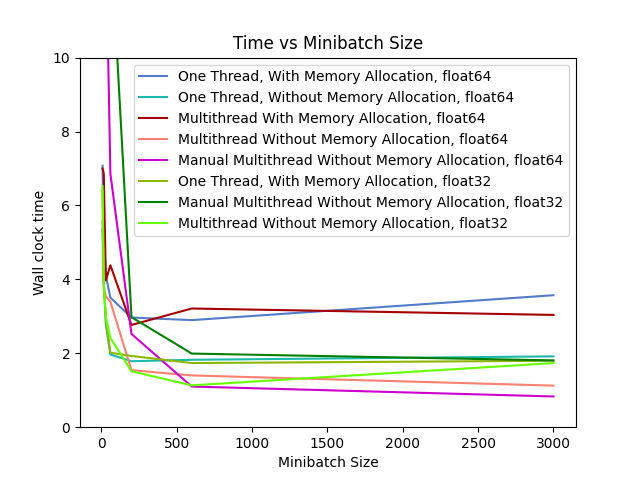 Time vs Minibatch Size
One Thread, With Memory Allocation, float64
One Thread, Without Memory Allocation, float64
Multithread With Memory Allocation, float64
Multithread Without Memory Allocation, float64
Manual Multithread Without Memory Allocation, float64
One Thread, With Memory Allocation, float32
Manual Multithread Without Memory Allocation, float32
Multithread Without Memory Allocation, float32
Wall clock time
10
8
6
4
2
0
0 500 1000 1500 2000 2500 3000
Minibatch Size